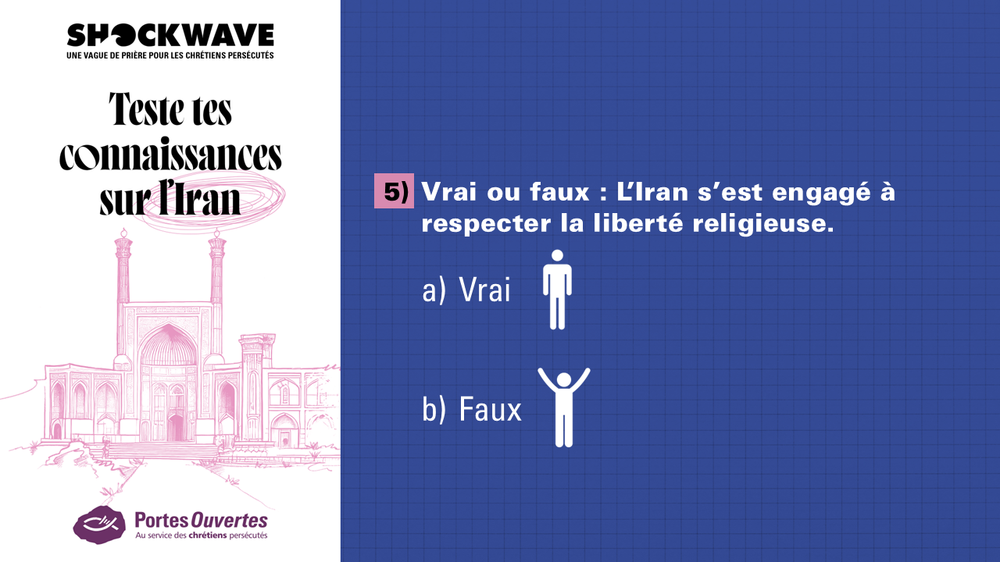 SHOCKWAVE
UNE VAGUE DE PRIÈRE POUR LES CHRÉTIENS PERSÉCUTÉS
Teste tes
connaissances
sur l'Iran
Portes Ouvertes
Au service des chrétiens persécutés
5) Vrai ou faux : L’Iran s’est engagé à
respecter la liberté religieuse.
a) Vrai
b) Faux